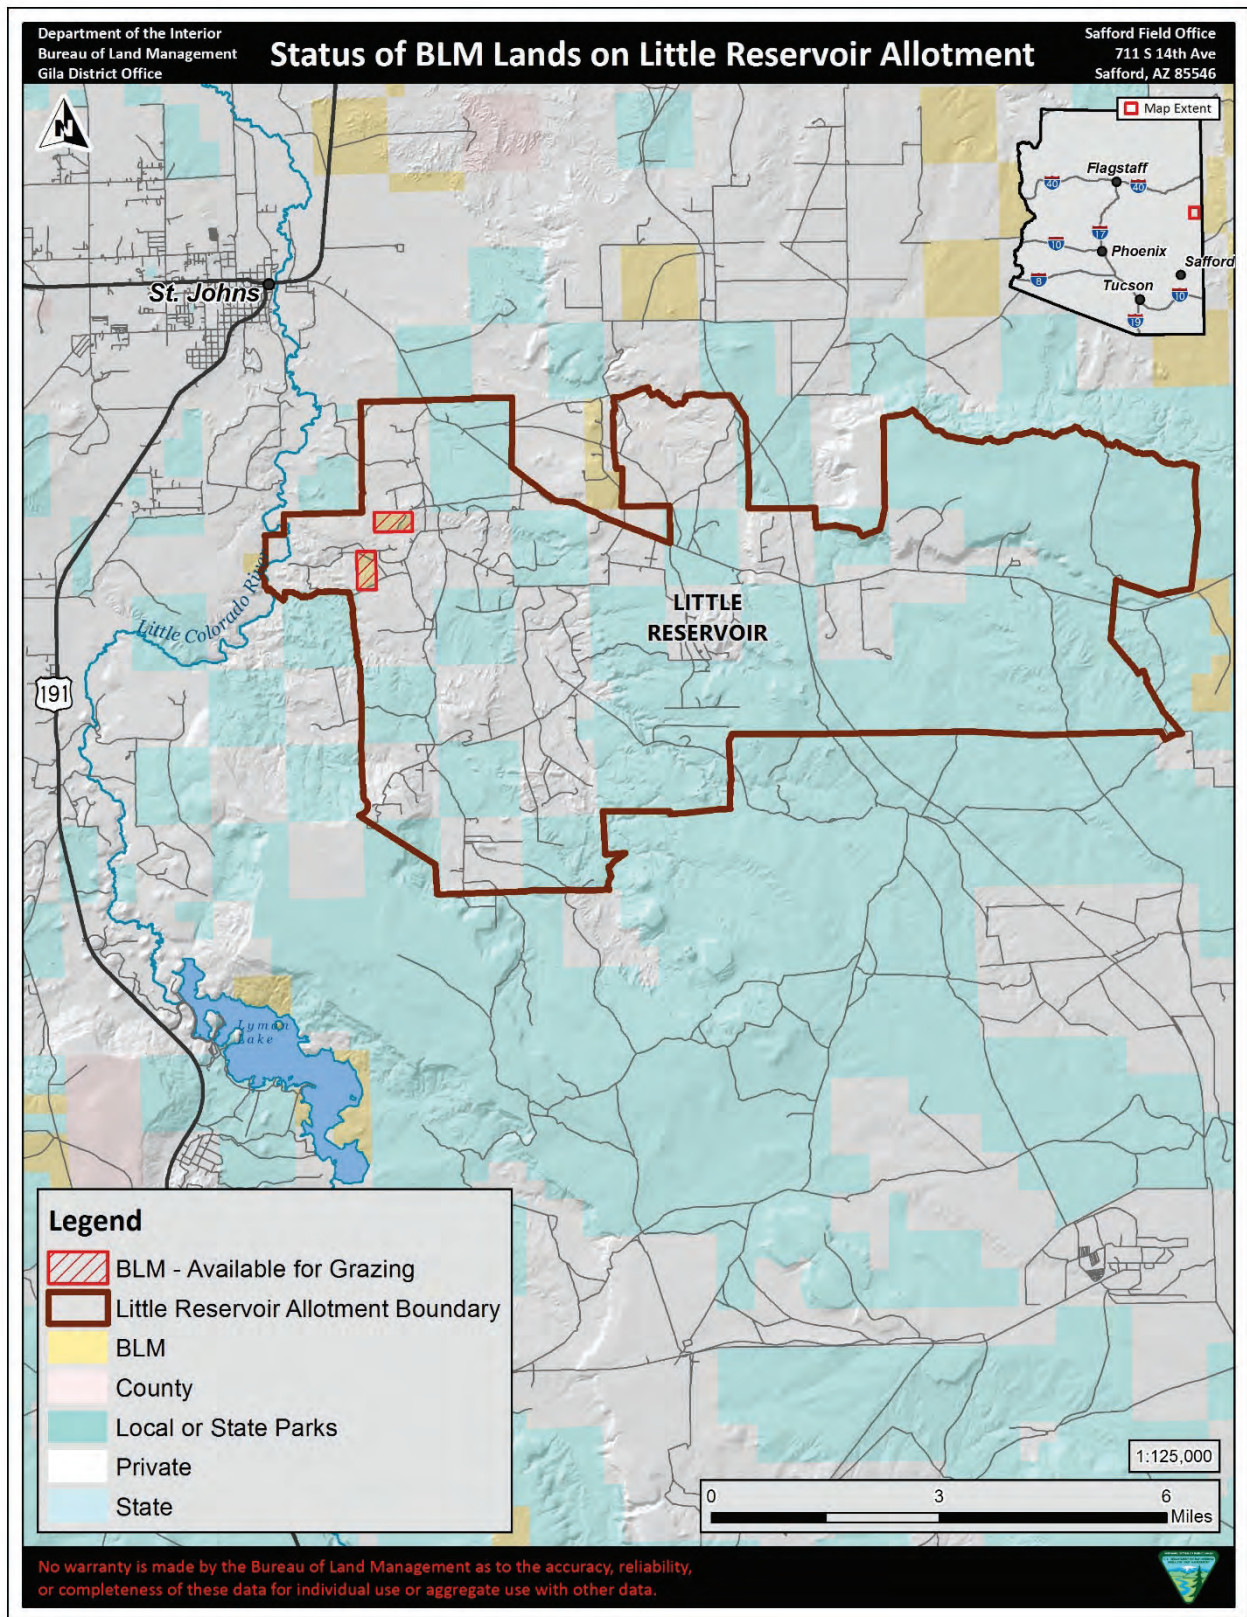 Department of the Interior
Bureau of Land Management
Gila District Office
Status of BLM Lands on Little Reservoir Allotment
Safford Field Office
711 S 14th Ave
Safford, AZ 85546
N
Map Extent
Flagstaff
40
40
17
10
Phoenix
Safford
8
Tucson
10
19
St. Johns
Little Colorado River
LITTLE
RESERVOIR
191
Lyman
Lake
Legend
BLM - Available for Grazing
Little Reservoir Allotment Boundary
BLM
County
Local or State Parks
Private
State
1:125,000
0 3 6
Miles
No warranty is made by the Bureau of Land Management as to the accuracy, reliability,
or completeness of these data for individual use or aggregate use with other data.